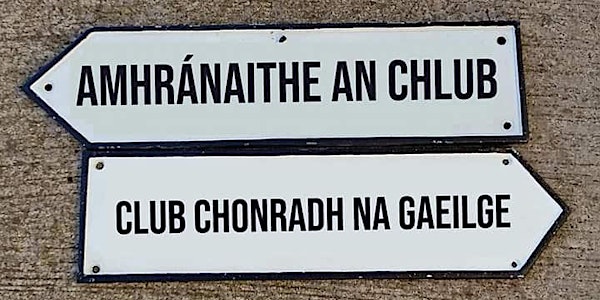 AMHRÁNAITHE AN CHLUB
CLUB CHONRADH NA GAEILGE